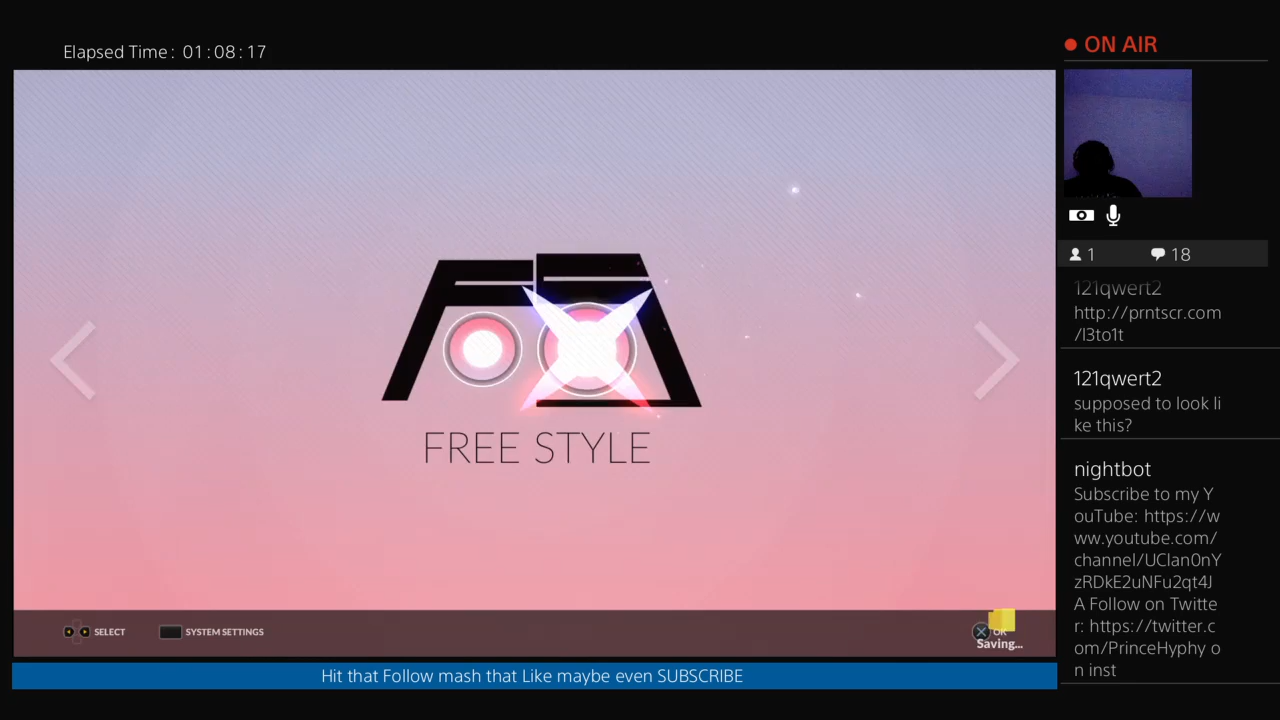 Elapsed Time: 01:08:17
ON AIR
1
18
121qwert2
http://prntscr.com
/l3to1t
121qwert2
supposed to look li
ke this?
nightbot
Subscribe to my Y
ouTube: https://w
ww.youtube.com/
channel/UCIan0nY
zRDkE2uNFu2qt4J
A Follow on Twitte
r: https://twitter.c
om/PrinceHyphy o
n inst
FREE STYLE
SELECT
SYSTEM SETTINGS
OK
Saving...
Hit that Follow mash that Like maybe even SUBSCRIBE